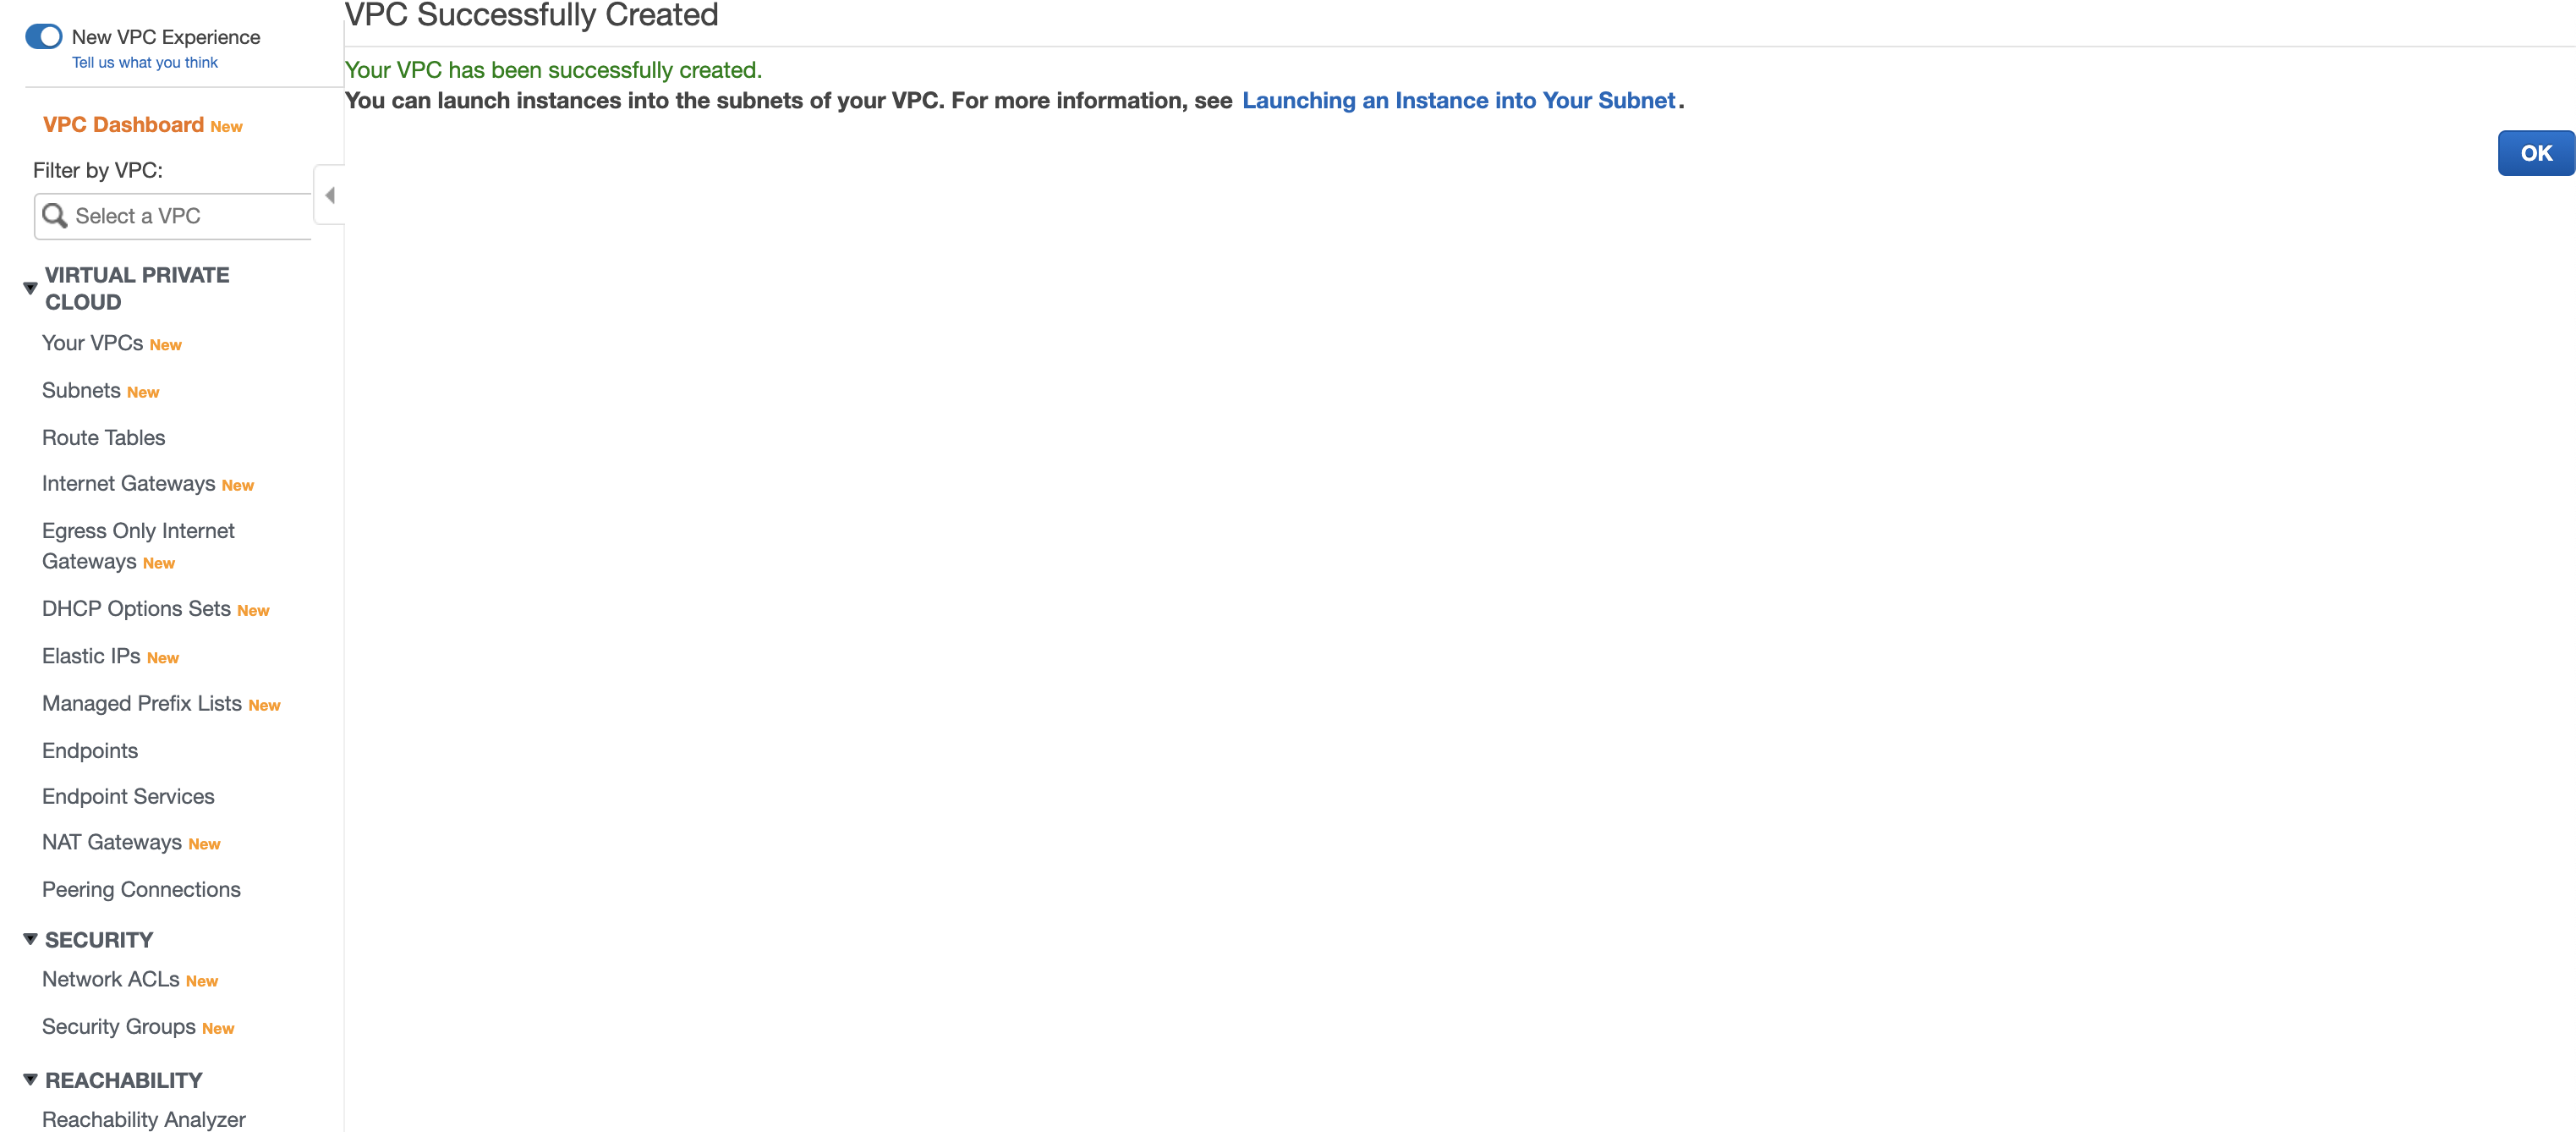 New VPC Experience
Tell us what you think
VPC Dashboard New
Filter by VPC:
Select a VPC
VIRTUAL PRIVATE
CLOUD
Your VPCs New
Subnets New
Route Tables
Internet Gateways New
Egress Only Internet
Gateways New
DHCP Options Sets New
Elastic IPs New
Managed Prefix Lists New
Endpoints
Endpoint Services
NAT Gateways New
Peering Connections
SECURITY
Network ACLs New
Security Groups New
REACHABILITY
Reachability Analyzer
VPC Successfully Created
Your VPC has been successfully created.
You can launch instances into the subnets of your VPC. For more information, see Launching an Instance into Your Subnet.
OK